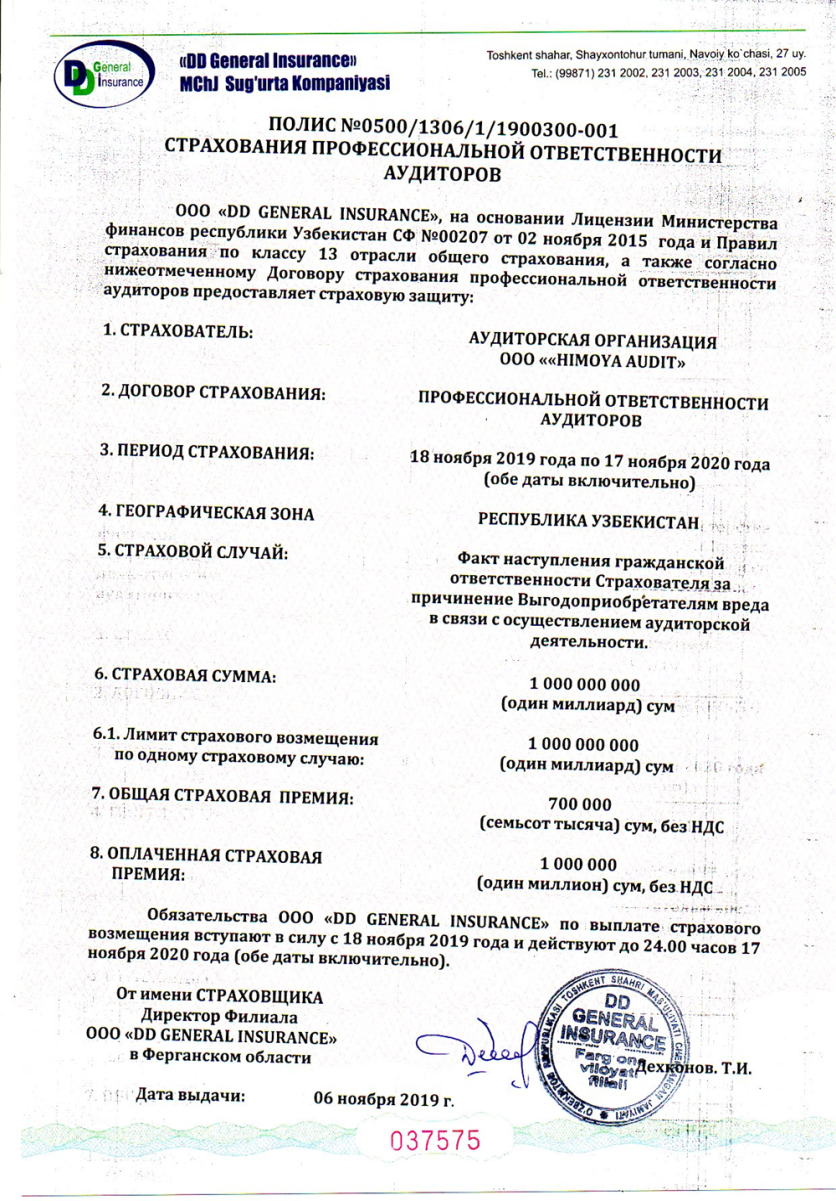 DD General Insurance
«DD General Insurance»
MChJ Sug'urta Kompaniyasi
Toshkent shahar, Shayxontohur tumani, Navoiy ko`chasi, 27 uy.
Tel.: (99871) 231 2002, 231 2003, 231 2004, 231 2005
ПОЛИС №0500/1306/1/1900300-001
СТРАХОВАНИЯ ПРОФЕССИОНАЛЬНОЙ ОТВЕТСТВЕННОСТИ
АУДИТОРОВ
ООО «DD GENERAL INSURANCE», на основании Лицензии Министерства
финансов республики Узбекистан СФ №00207 от 02 ноября 2015 года и Правил
страхования по классу 13 отрасли общего страхования, а также согласно
нижеотмеченному Договору страхования профессиональной ответственности
аудиторов предоставляет страховую защиту:
1. СТРАХОВАТЕЛЬ:
АУДИТОРСКАЯ ОРГАНИЗАЦИЯ
ООО ««HIMOYA AUDIT»
2. ДОГОВОР СТРАХОВАНИЯ:
ПРОФЕССИОНАЛЬНОЙ ОТВЕТСТВЕННОСТИ
АУДИТОРОВ
3. ПЕРИОД СТРАХОВАНИЯ:
18 ноября 2019 года по 17 ноября 2020 года
(обе даты включительно)
4. ГЕОГРАФИЧЕСКАЯ ЗОНА
РЕСПУБЛИКА УЗБЕКИСТАН
5. СТРАХОВОЙ СЛУЧАЙ:
Факт наступления гражданской
ответственности Страхователя за
причинение Выгодоприобретателям вреда
в связи с осуществлением аудиторской
деятельности.
6. СТРАХОВАЯ СУММА:
1 000 000 000
(один миллиард) сум
6.1. Лимит страхового возмещения
по одному страховому случаю:
1 000 000 000
(один миллиард) сум
7. ОБЩАЯ СТРАХОВАЯ ПРЕМИЯ:
700 000
(семьсот тысяча) сум, без НДС
8. ОПЛАЧЕННАЯ СТРАХОВАЯ
ПРЕМИЯ:
1 000 000
(один миллион) сум, без НДС
Обязательства ООО «DD GENERAL INSURANCE» по выплате страхового
возмещения вступают в силу с 18 ноября 2019 года и действуют до 24.00 часов 17
ноября 2020 года (обе даты включительно).
От имени СТРАХОВЩИКА
Директор Филиала
ООО «DD GENERAL INSURANCE»
в Ферганском области
Дехконов. Т.И.
O'ZBEKISTON RESPUBLIKASI TOSHKENT SHAHRI MAS'ULIYATI CHEKLANGAN JAMIYATI
DD
GENERAL
INSURANCE
Farg'ona
viloyati
filiali
Дата выдачи:
06 ноября 2019 г.
037575